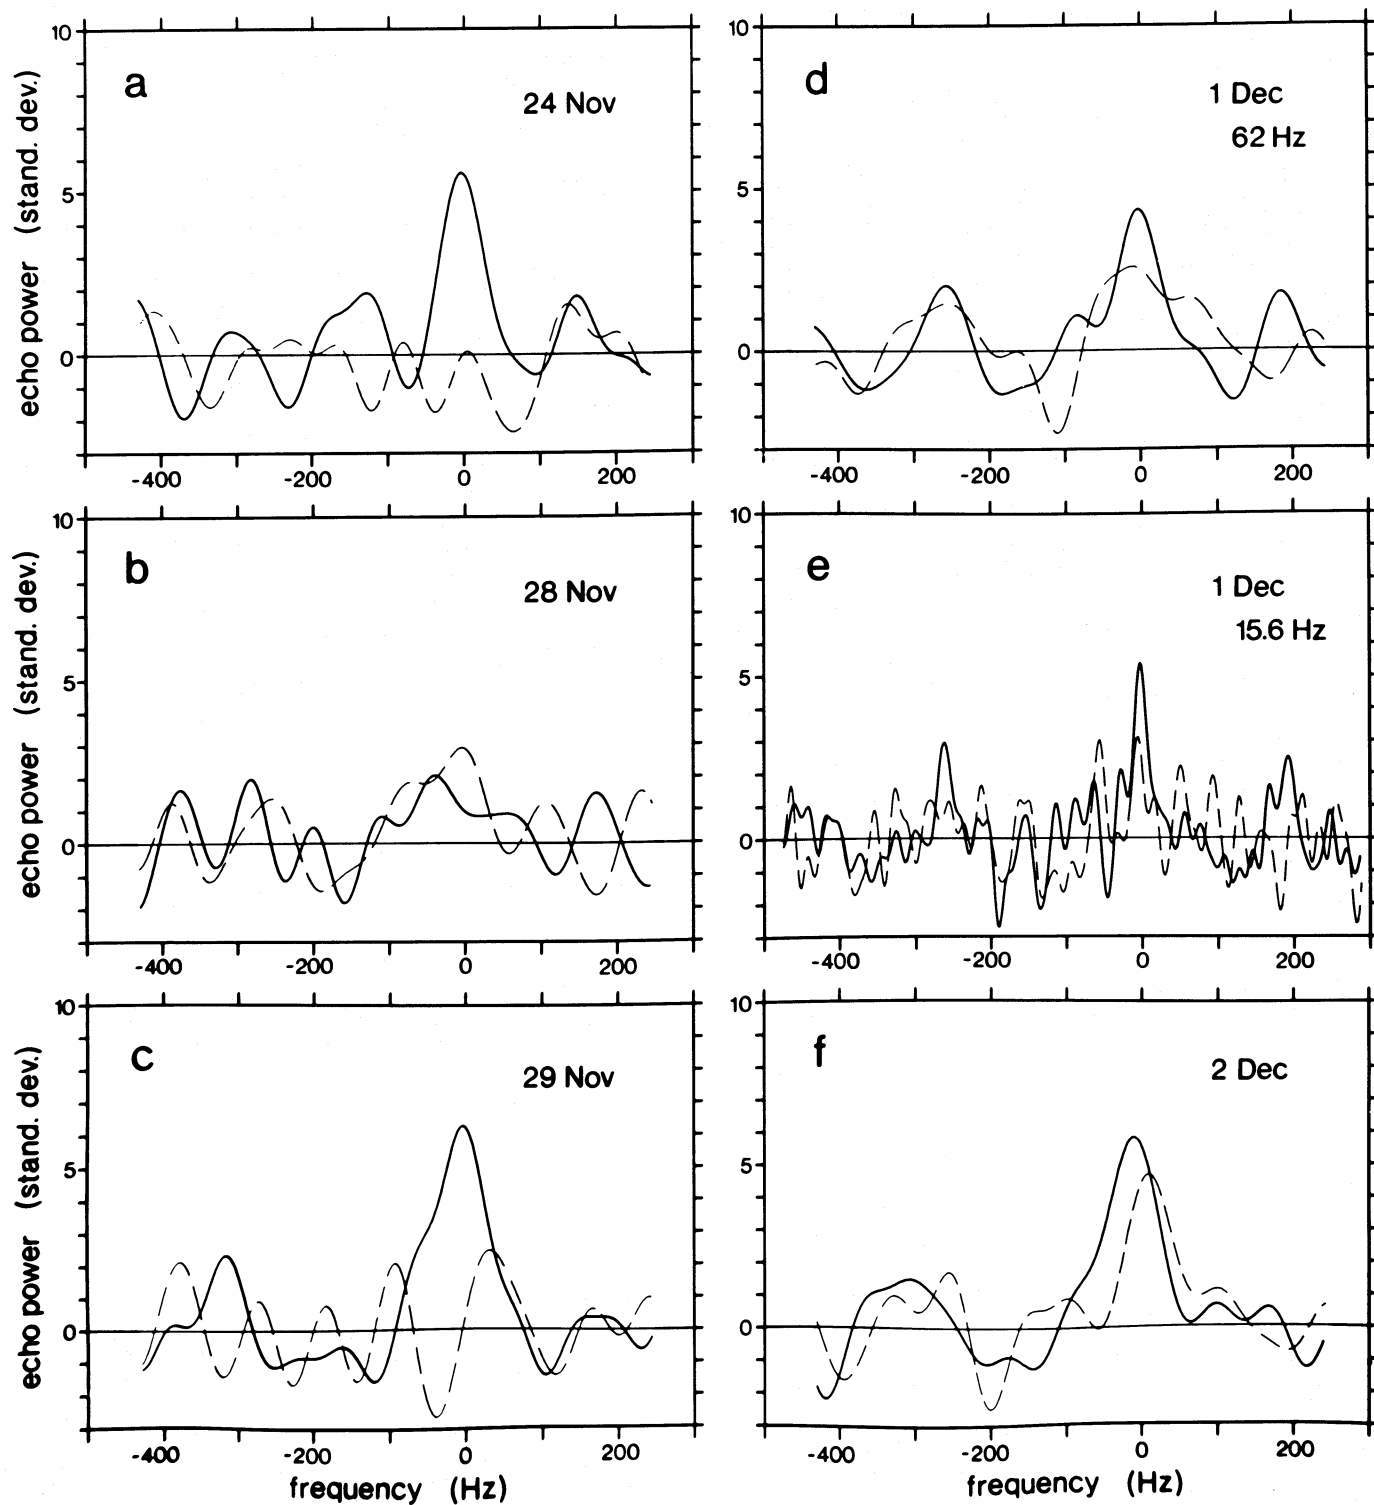 a
24 Nov
10
5
0
echo power (stand. dev.)
-400 -200 0 200
d
1 Dec
62 Hz
10
5
0
-400 -200 0 200
b
28 Nov
10
5
0
echo power (stand. dev.)
-400 -200 0 200
e
1 Dec
15.6 Hz
10
5
0
-400 -200 0 200
c
29 Nov
10
5
0
echo power (stand. dev.)
-400 -200 0 200
frequency (Hz)
f
2 Dec
10
5
0
-400 -200 0 200
frequency (Hz)